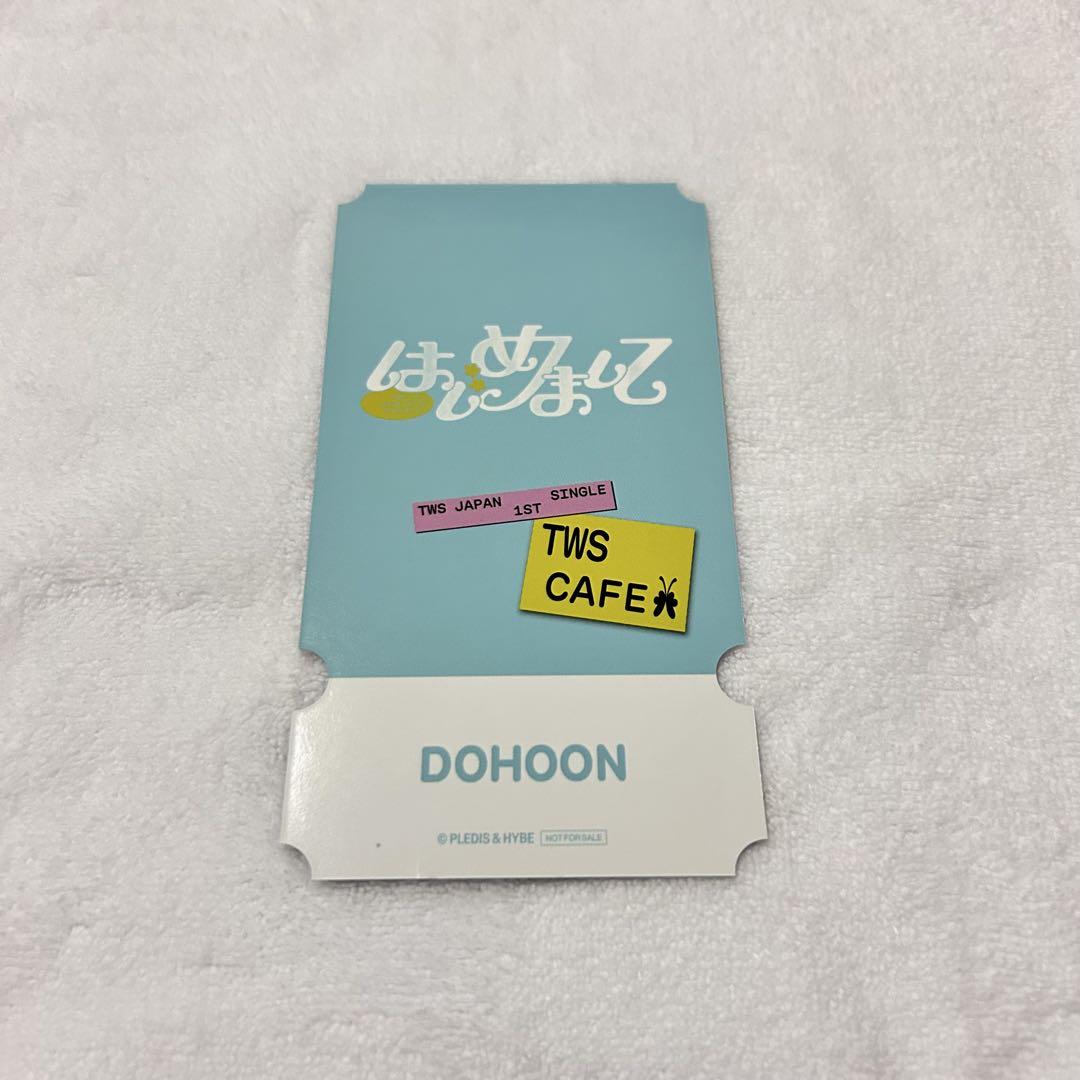 はじめまして
TWS JAPAN 1ST SINGLE
TWS
CAFE
DOHOON
© PLEDIS & HYBE NOT FOR SALE